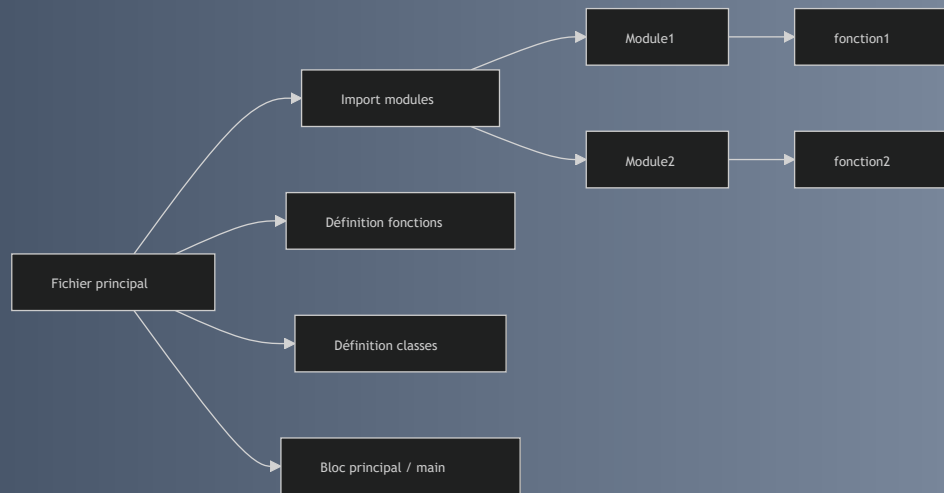 Fichier principal
Import modules
Définition fonctions
Définition classes
Bloc principal / main
Module1
Module2
fonction1
fonction2